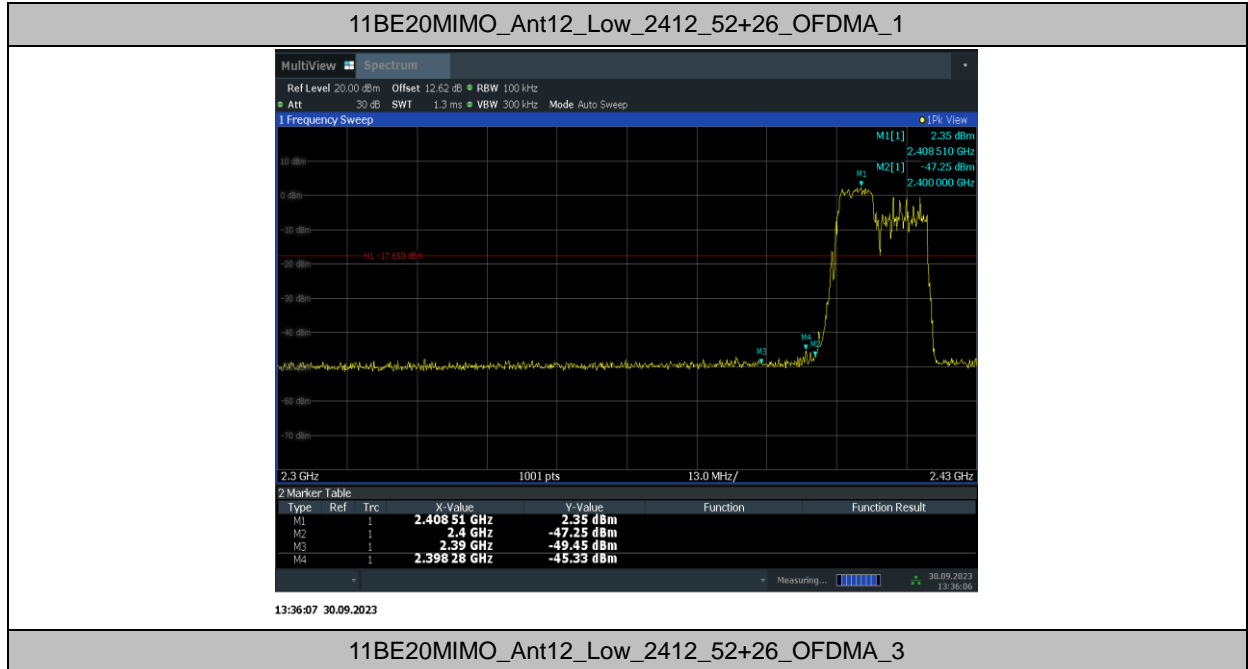 11BE20MIMO_Ant12_Low_2412_52+26_OFDMA_1
MultiView Spectrum
Ref Level 20.00 dBm Offset 12.62 dB RBW 100 kHz
Att 30 dB SWT 1.3 ms VBW 300 kHz Mode Auto Sweep
1 Frequency Sweep 1Pk View
M1[1] 2.35 dBm
2.408 510 GHz
M2[1] -47.25 dBm
2.400 000 GHz
10 dBm
M1
0 dBm
-10 dBm
H1 -17.650 dBm
-20 dBm
-30 dBm
-40 dBm
M4
M2
M3
-60 dBm
-70 dBm
2.3 GHz 1001 pts 13.0 MHz/ 2.43 GHz
2 Marker Table
Type Ref Trc X-Value Y-Value Function Function Result
M1 1 2.408 51 GHz 2.35 dBm
M2 1 2.4 GHz -47.25 dBm
M3 1 2.39 GHz -49.45 dBm
M4 1 2.398 28 GHz -45.33 dBm
Measuring... 30.09.2023
13:36:06
13:36:07 30.09.2023
11BE20MIMO_Ant12_Low_2412_52+26_OFDMA_3